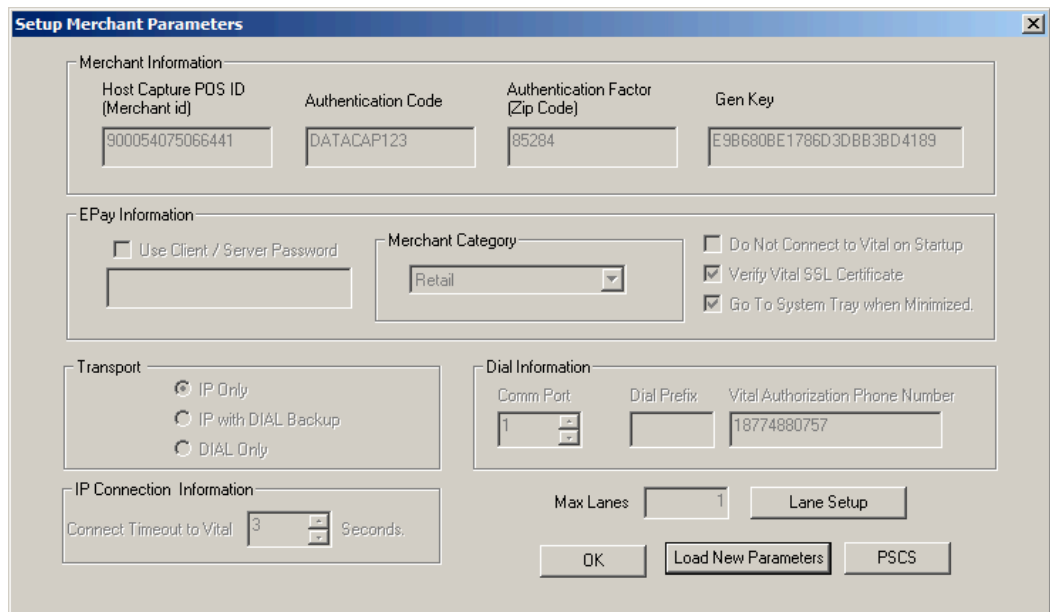 Setup Merchant Parameters
Merchant Information
Host Capture POS ID
(Merchant id)
Authentication Code
Authentication Factor
(Zip Code)
Gen Key
900054075066441
DATACAP123
85284
E9B680BE1786D3DBB3BD4189
EPay Information
Use Client / Server Password
Merchant Category
Retail
Do Not Connect to Vital on Startup
Verify Vital SSL Certificate
Go To System Tray when Minimized.
Transport
IP Only
IP with DIAL Backup
DIAL Only
Dial Information
Comm Port
Dial Prefix
Vital Authorization Phone Number
1
18774880757
IP Connection Information
Connect Timeout to Vital
3
Seconds.
Max Lanes
1
Lane Setup
OK
Load New Parameters
PSCS